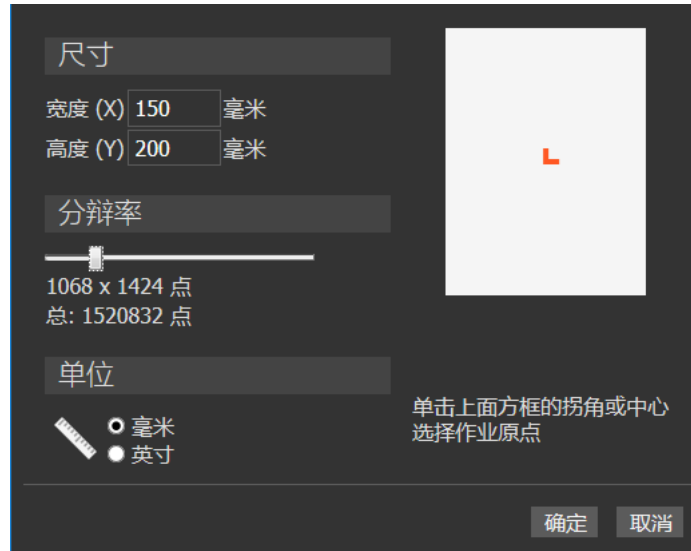 尺寸
宽度 (X) 150 毫米
高度 (Y) 200 毫米
分辩率
1068 x 1424 点
总: 1520832 点
单位
毫米
英寸
单击上面方框的拐角或中心
选择作业原点
确定 取消